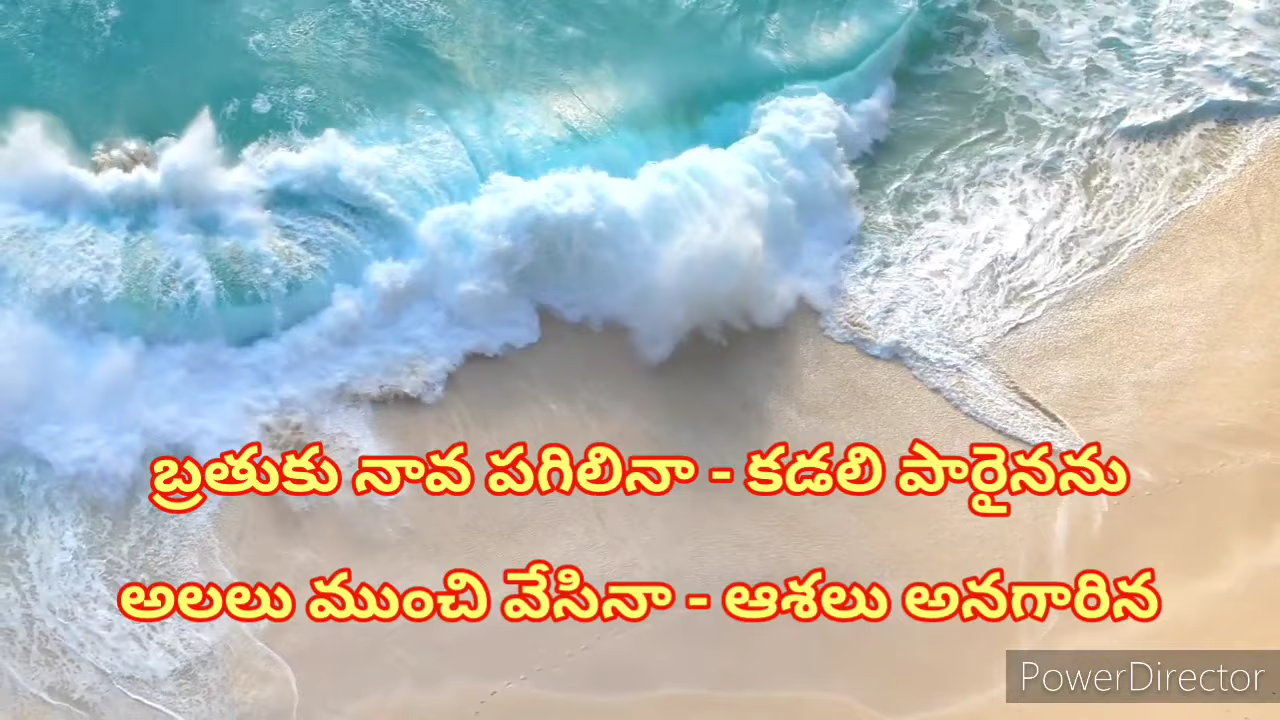 బ్రతుకు నావ పగిలినా - కడలి పారైనను
అలలు ముంచి వేసినా - ఆశలు అనగారిన
PowerDirector